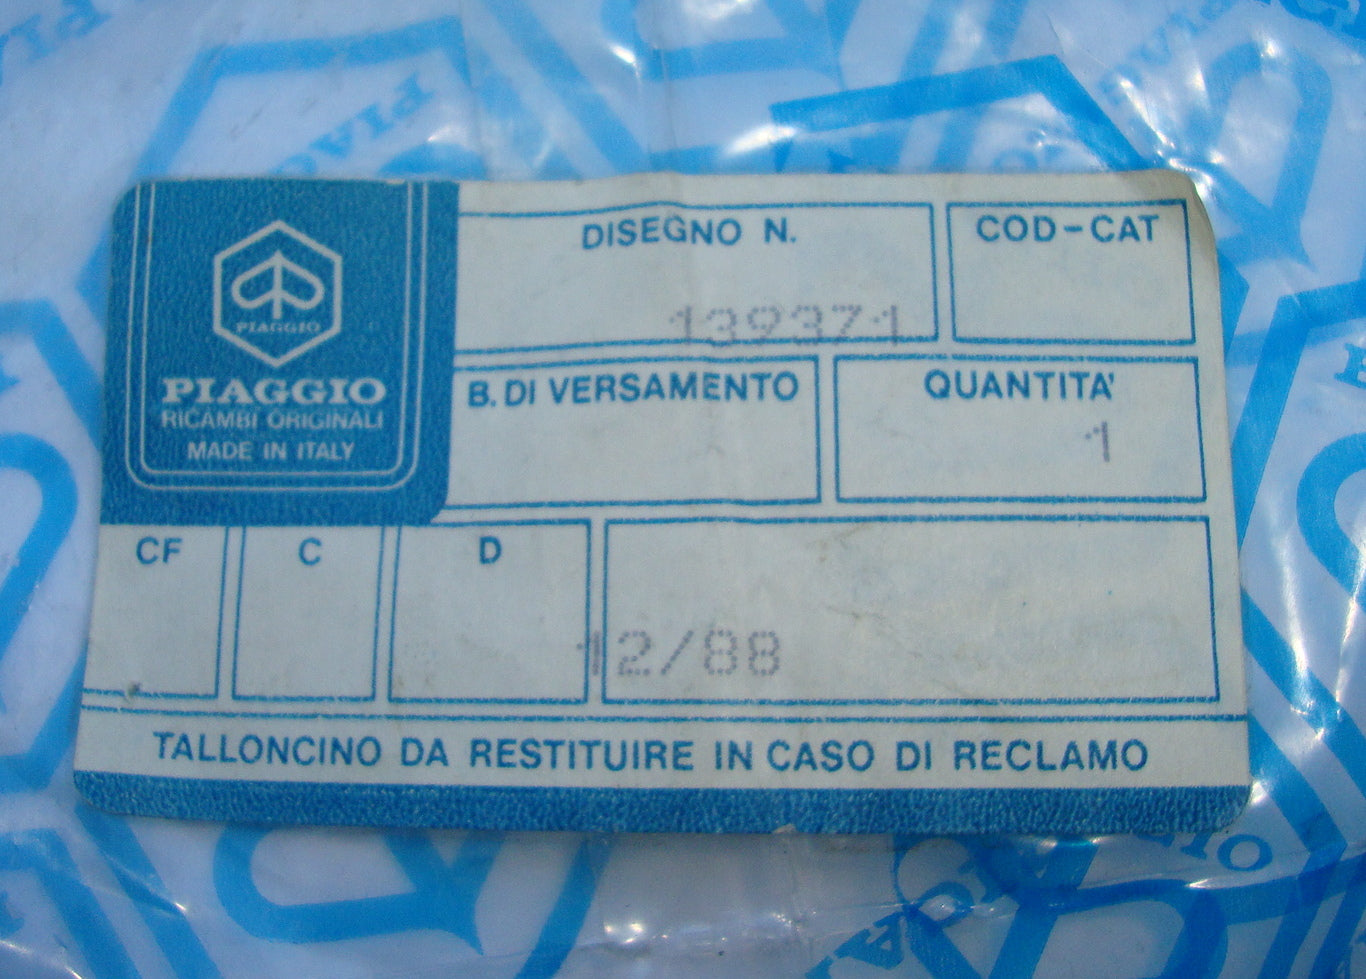 DISEGNO N.
139371
COD-CAT
PIAGGIO
PIAGGIO
RICAMBI ORIGINALI
MADE IN ITALY
B. DI VERSAMENTO
QUANTITA'
1
CF
C
D
12/88
TALLONCINO DA RESTITUIRE IN CASO DI RECLAMO
PIAGGIO